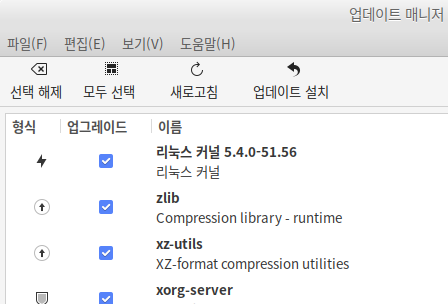 업데이트 매니저
파일(F) 편집(E) 보기(V) 도움말(H)
선택 해제 모두 선택 새로고침 업데이트 설치
형식 업그레이드 이름
리눅스 커널 5.4.0-51.56
리눅스 커널
zlib
Compression library - runtime
xz-utils
XZ-format compression utilities
xorg-server